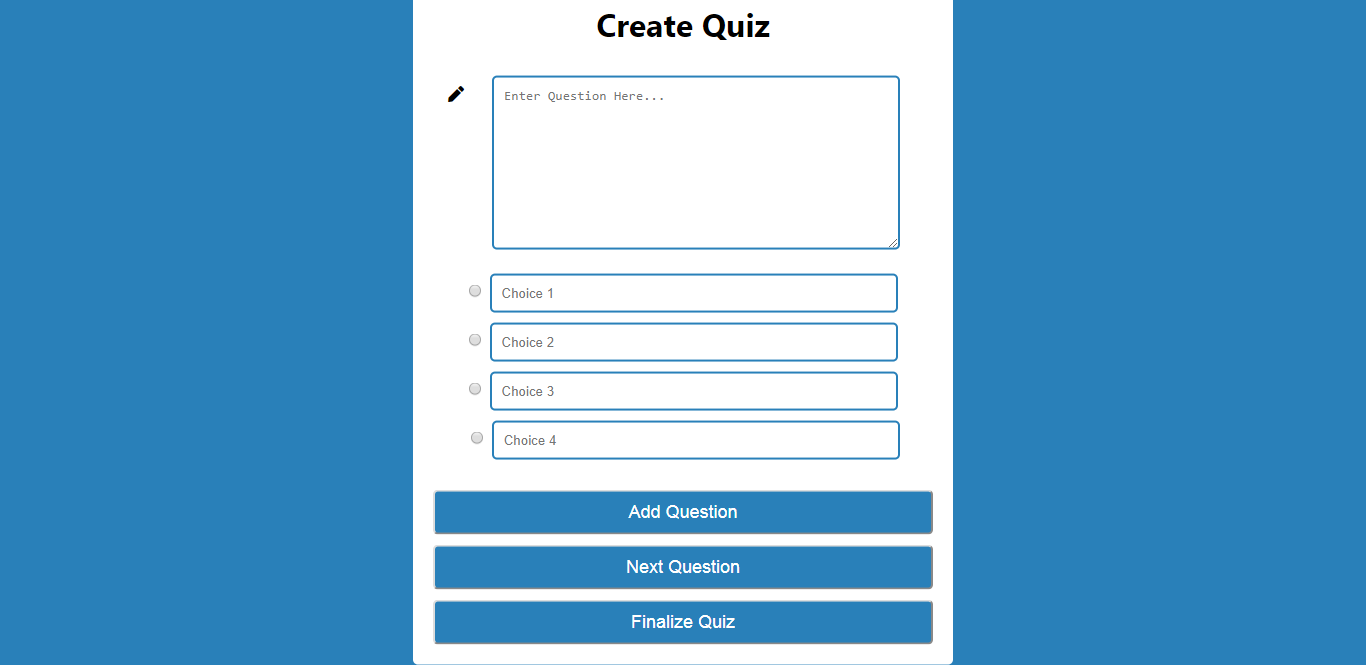 Create Quiz
Enter Question Here...
Choice 1
Choice 2
Choice 3
Choice 4
Add Question
Next Question
Finalize Quiz